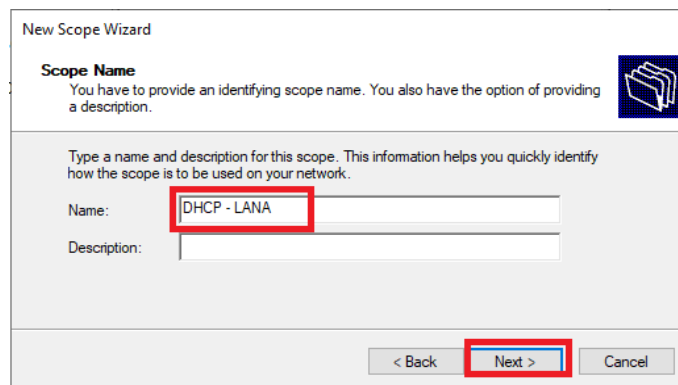 New Scope Wizard
Scope Name
You have to provide an identifying scope name. You also have the option of providing
a description.
Type a name and description for this scope. This information helps you quickly identify
how the scope is to be used on your network.
Name: DHCP - LANA
Description:
< Back Next > Cancel